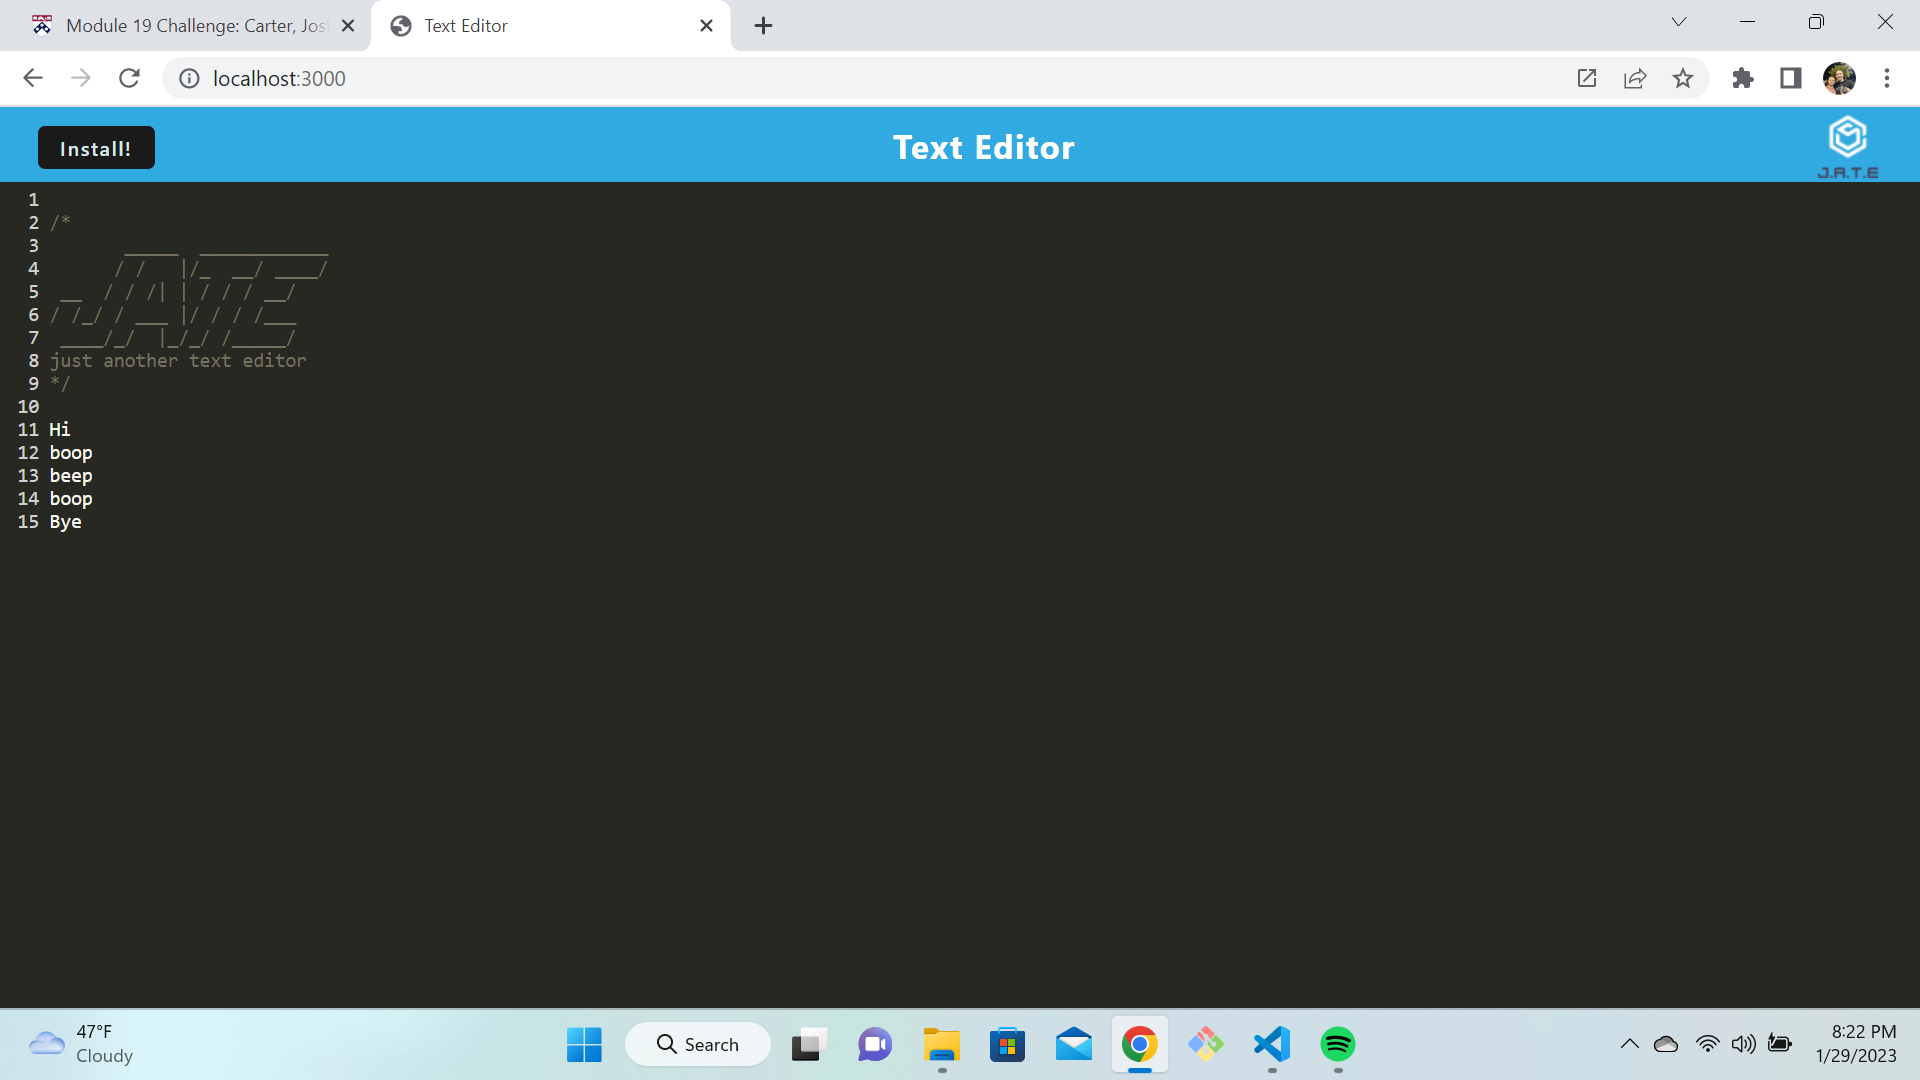 Module 19 Challenge: Carter, Jos
Text Editor
localhost:3000
Install!
Text Editor
J.A.T.E
1
2 /*
3        _____  ____________
4       / /   |/_  __/ ____/
5  __  / / /| | / / / __/
6 / /_/ / ___ |/ / / /___
7  ____/_/  |_/_/ /_____/
8 just another text editor
9 */
10
11 Hi
12 boop
13 beep
14 boop
15 Bye
47°F
Cloudy
Search
8:22 PM
1/29/2023